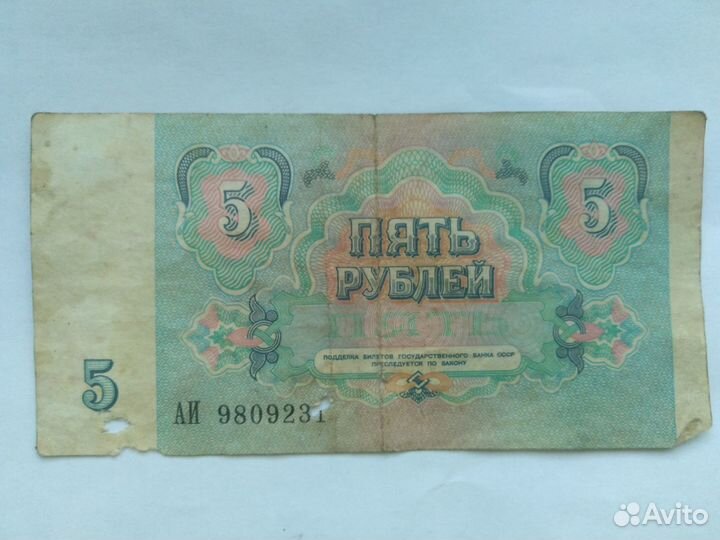 5 5
ПЯТЬ
РУБЛЕЙ
ПОДДЕЛКА БИЛЕТОВ ГОСУДАРСТВЕННОГО БАНКА СССР
ПРЕСЛЕДУЕТСЯ ПО ЗАКОНУ
5
АИ 9809231
Avito